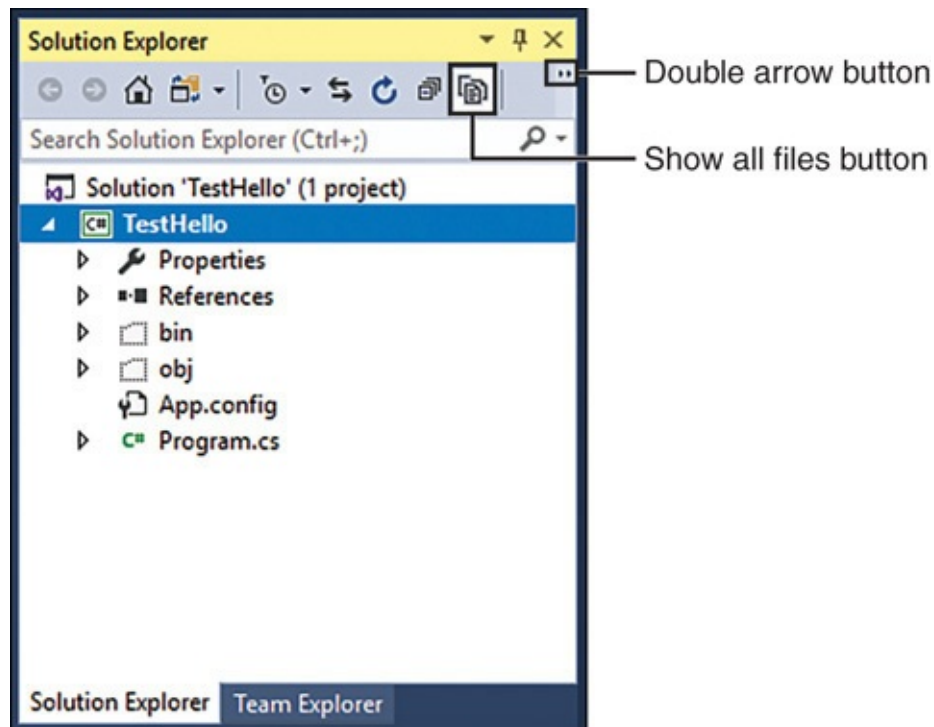 Solution Explorer
Double arrow button
Search Solution Explorer (Ctrl+;)
Show all files button
Solution 'TestHello' (1 project)
C# TestHello
Properties
References
bin
obj
App.config
C# Program.cs
Solution Explorer Team Explorer